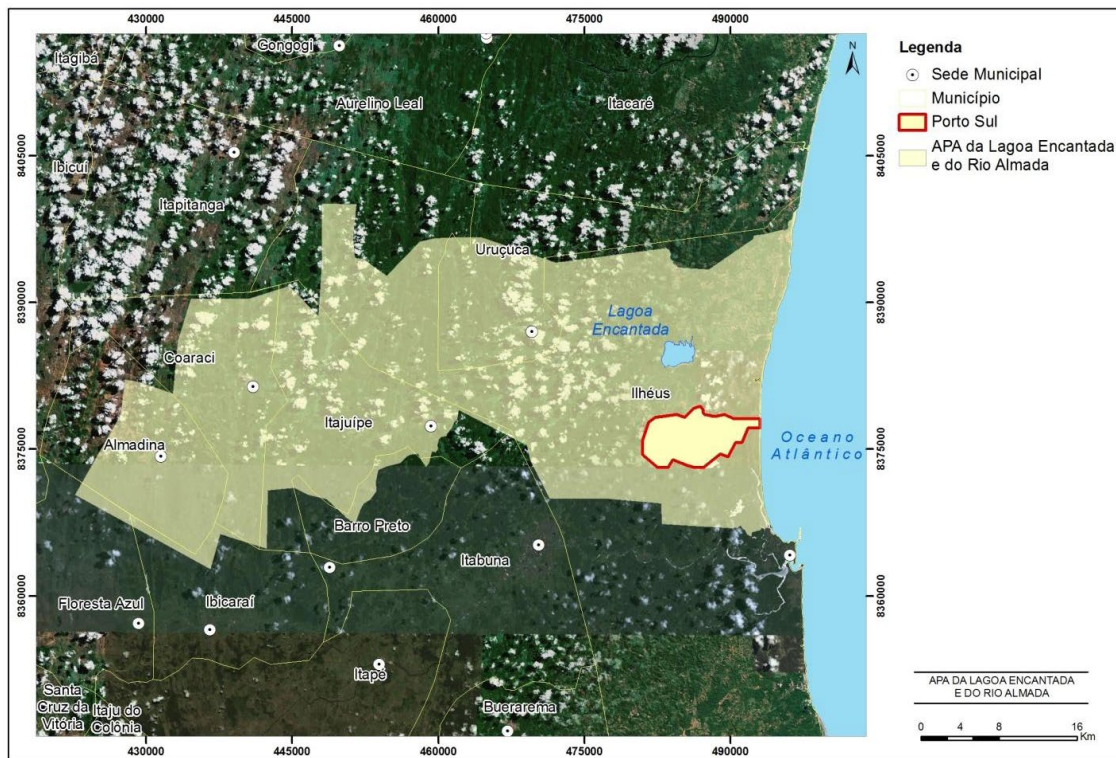 430000 445000 460000 475000 490000
Itagibá
Gongogi
Aurelino Leal
Itacaré
8405000
8405000
Ibicuí
Itapitanga
Uruçuca
8390000
8390000
Lagoa
Encantada
Coaraci
Ilhéus
Itajuípe
Almadina
8375000
8375000
Oceano
Atlântico
Barro Preto
Itabuna
8360000
8360000
Floresta Azul
Ibicaraí
Itapé
Santa
Cruz da
Vitória
Itaju do
Colônia
Buerarema
430000 445000 460000 475000 490000
N
Legenda
Sede Municipal
Município
Porto Sul
APA da Lagoa Encantada
e do Rio Almada
APA DA LAGOA ENCANTADA
E DO RIO ALMADA
0 4 8 16
Km